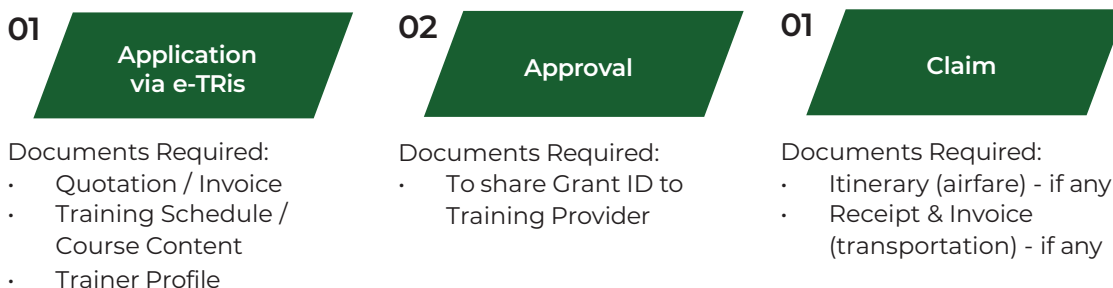 01
Application
via e-TRis
Documents Required:
· Quotation / Invoice
· Training Schedule /
Course Content
· Trainer Profile
02
Approval
Documents Required:
· To share Grant ID to
Training Provider
01
Claim
Documents Required:
· Itinerary (airfare) - if any
· Receipt & Invoice
(transportation) - if any